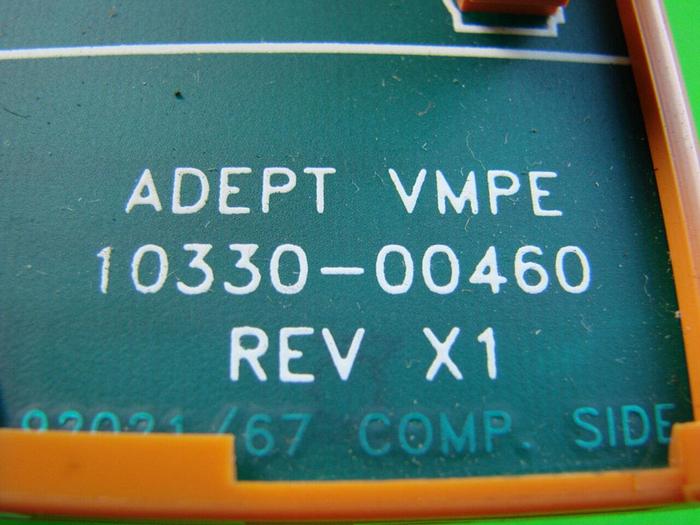 ADEPT VMPE
10330-00460
REV X1
/67 COMP. SIDE